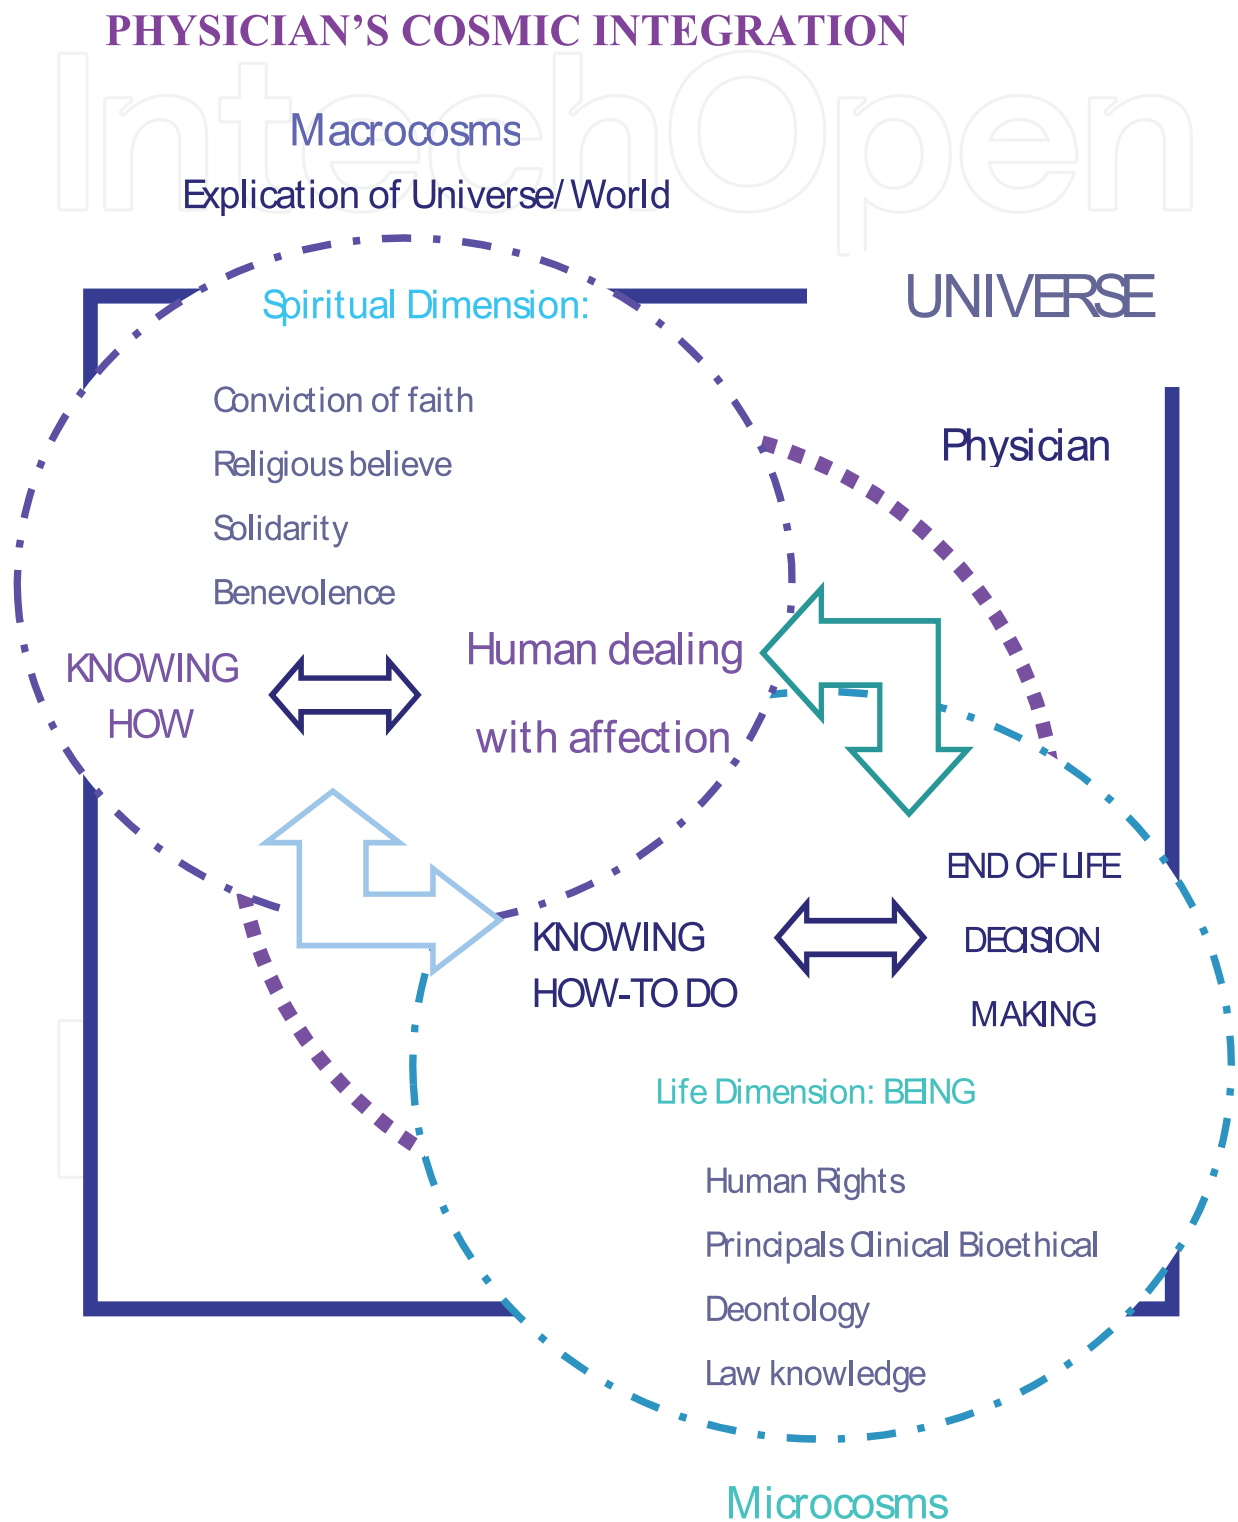 PHYSICIAN'S COSMIC INTEGRATION
IntechOpen
Macrocosms
Explication of Universe/ World
UNIVERSE
Spiritual Dimension:
Conviction of faith
Physician
Religious believe
Solidarity
Benevolence
KNOWING
HOW
Human dealing
with affection
END OF LIFE
DECISION
MAKING
KNOWING
HOW-TO DO
Life Dimension: BEING
Human Rights
Principals Clinical Bioethical
Deontology
Law knowledge
Microcosms